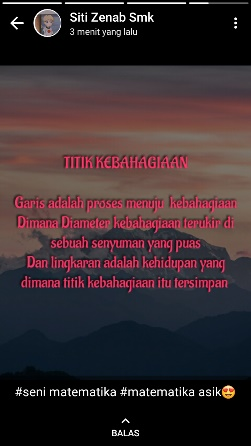 Siti Zenab Smk
3 menit yang lalu
TITIK KEBAHAGIAAN
Garis adalah proses menuju kebahagiaan
Dimana Diameter kebahagiaan terukir di
sebuah senyuman yang puas
Dan lingkaran adalah kehidupan yang
dimana titik kebahagiaan itu tersimpan
#seni matematika #matematika asik😍
BALAS